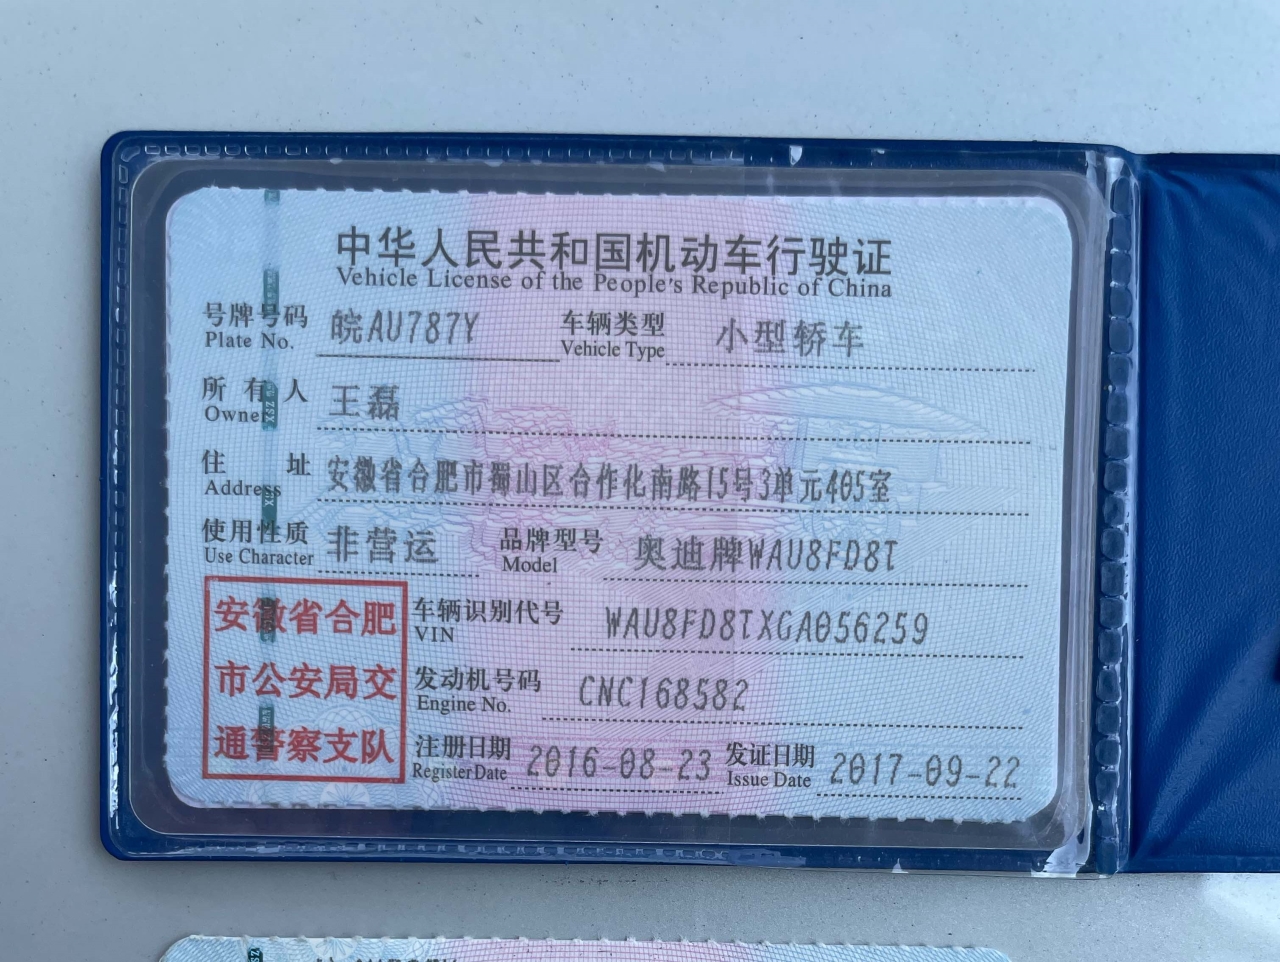 中华人民共和国机动车行驶证
Vehicle License of the People's Republic of China
号牌号码 皖AU787Y 车辆类型 小型轿车
Plate No. Vehicle Type
所有人 王磊
Owner
住址 安徽省合肥市蜀山区合作化南路15号3单元405室
Address
使用性质 非营运 品牌型号 奥迪牌WAU8FD8T
Use Character Model
安徽省合肥
市公安局交
通警察支队
车辆识别代号 WAU8FD8TXGA056259
VIN
发动机号码 CNC168582
Engine No.
注册日期 2016-08-23 发证日期 2017-09-22
Register Date Issue Date